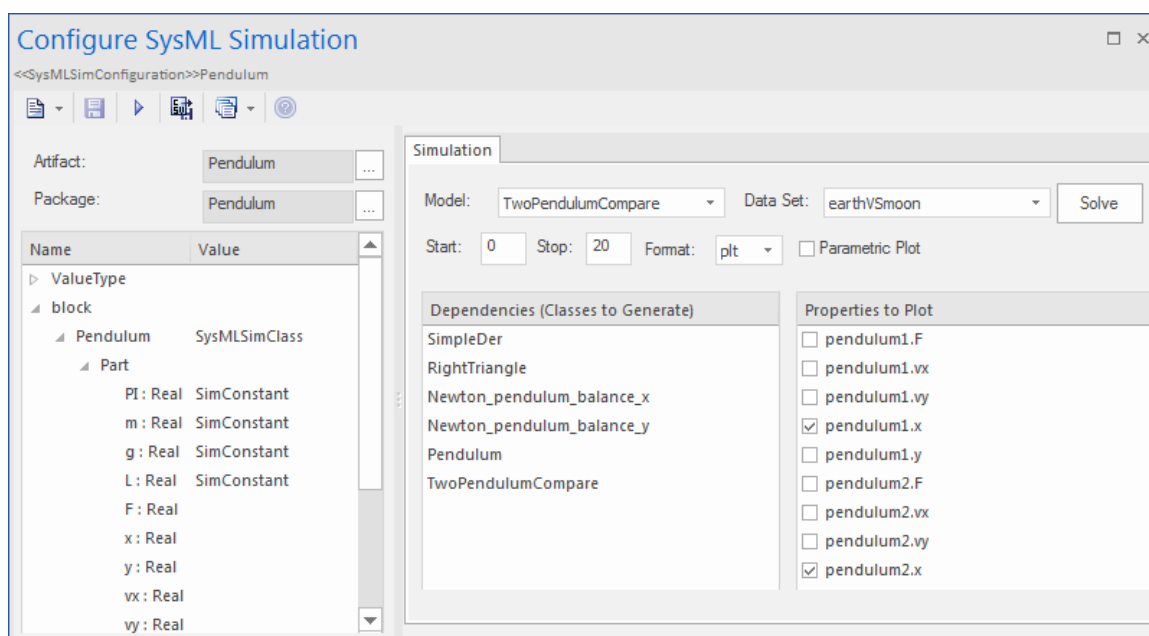 Configure SysML Simulation
<<SysMLSimConfiguration>>Pendulum
Artifact: Pendulum ...
Package: Pendulum ...
Name Value
ValueType
block
Pendulum SysMLSimClass
Part
PI : Real SimConstant
m : Real SimConstant
g : Real SimConstant
L : Real SimConstant
F : Real
x : Real
y : Real
vx : Real
vy : Real
Simulation
Model: TwoPendulumCompare Data Set: earthVSmoon Solve
Start: 0 Stop: 20 Format: plt Parametric Plot
Dependencies (Classes to Generate)
SimpleDer
RightTriangle
Newton_pendulum_balance_x
Newton_pendulum_balance_y
Pendulum
TwoPendulumCompare
Properties to Plot
pendulum1.F
pendulum1.vx
pendulum1.vy
pendulum1.x
pendulum1.y
pendulum2.F
pendulum2.vx
pendulum2.vy
pendulum2.x